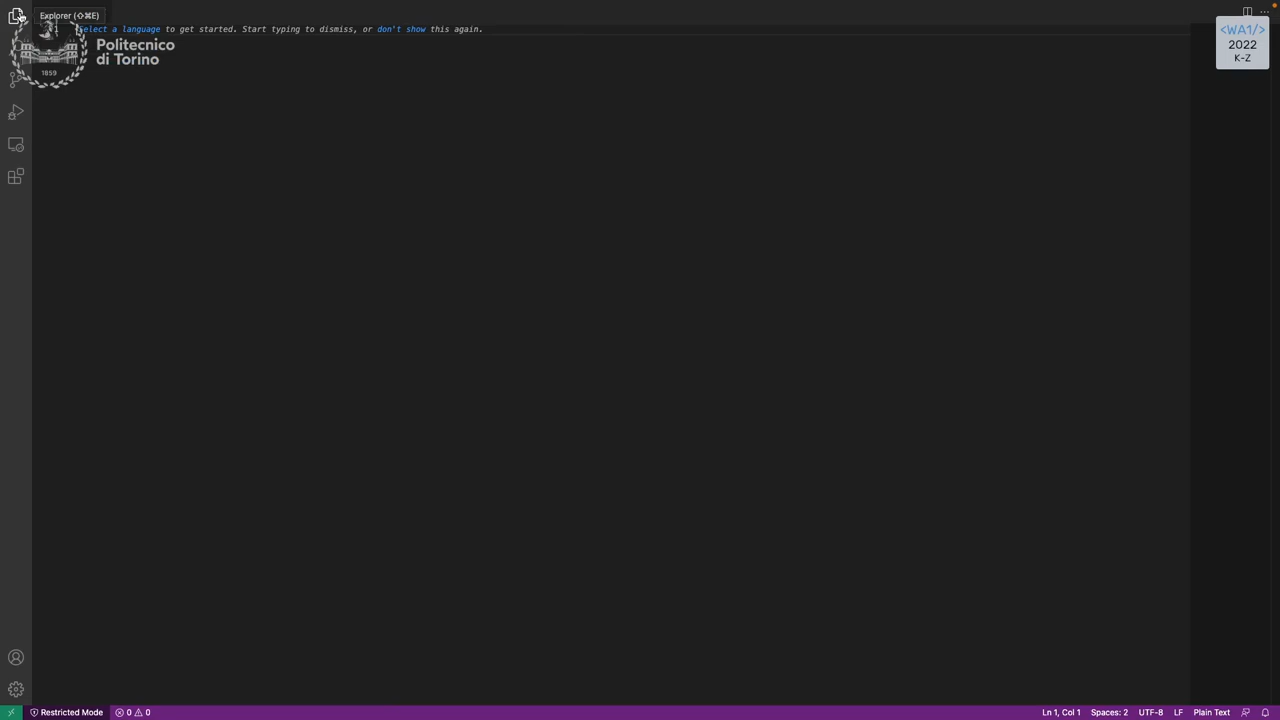 Explorer (⇧⌘E)
Select a language to get started. Start typing to dismiss, or don't show this again.
Politecnico
di Torino
1859
<WA1/>
2022
K-Z
Restricted Mode
0
0
Ln 1, Col 1
Spaces: 2
UTF-8
LF
Plain Text